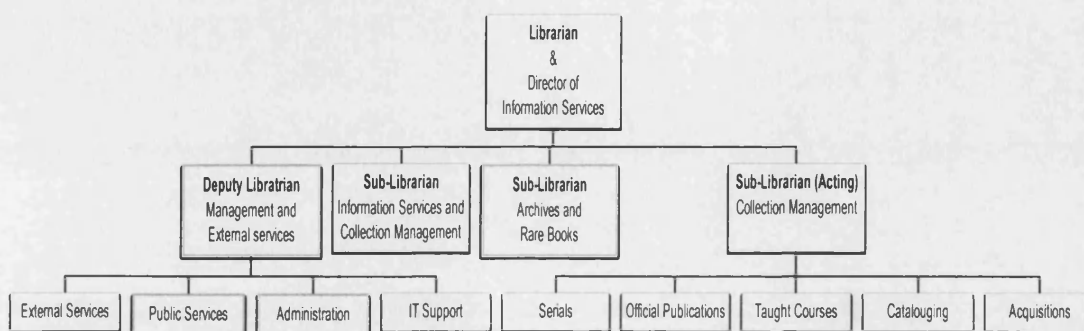 Librarian
&
Director of
Information Services
Deputy Libratrian
Management and
External services
Sub-Librarian
Information Services and
Collection Management
Sub-Librarian
Archives and
Rare Books
Sub-Librarian (Acting)
Collection Management
External Services
Public Services
Administration
IT Support
Serials
Official Publications
Taught Courses
Catalouging
Acquisitions